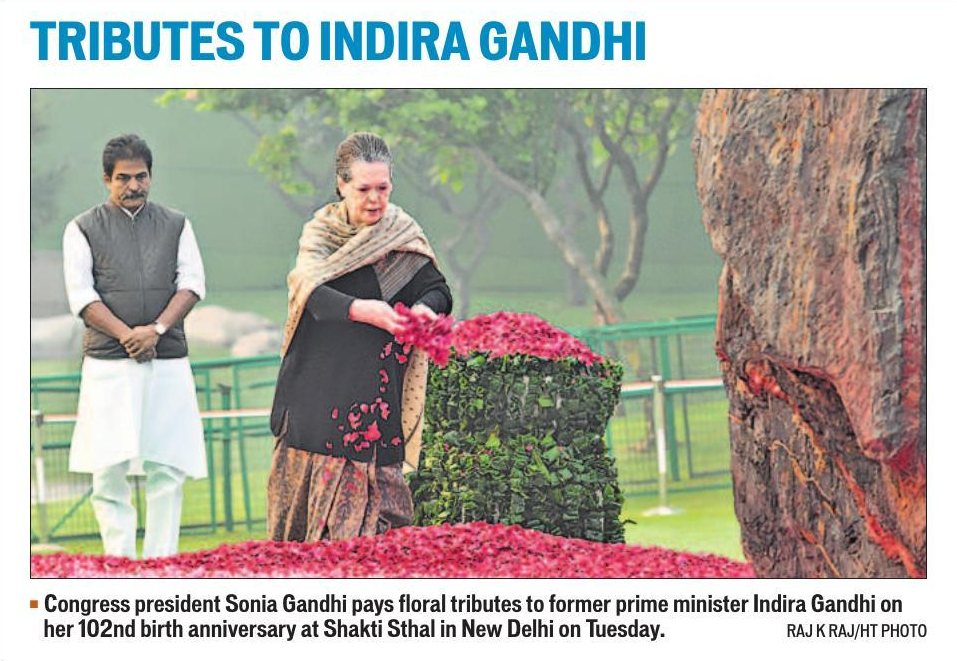 TRIBUTES TO INDIRA GANDHI
Congress president Sonia Gandhi pays floral tributes to former prime minister Indira Gandhi on
her 102nd birth anniversary at Shakti Sthal in New Delhi on Tuesday.
RAJ K RAJ/HT PHOTO